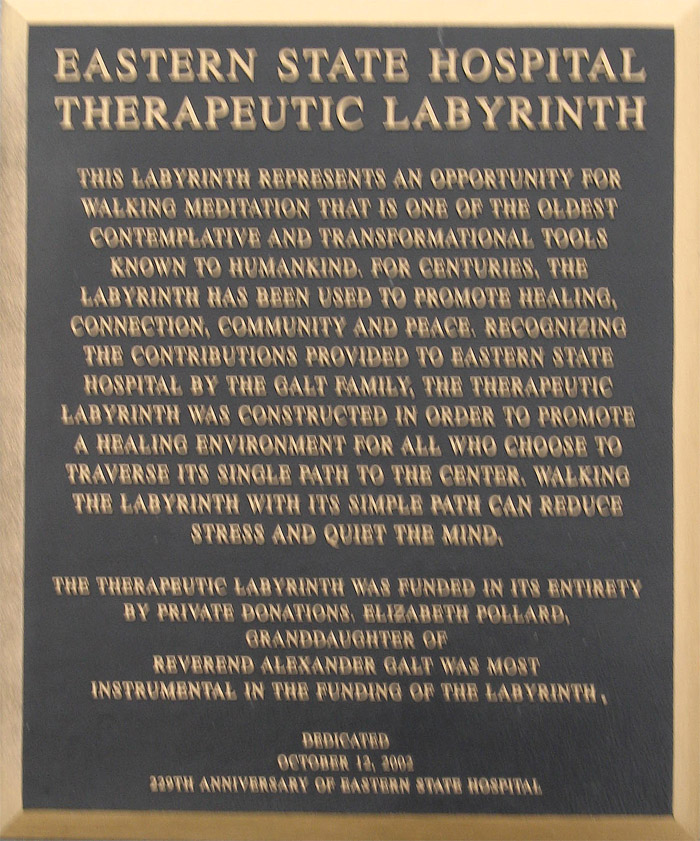 EASTERN STATE HOSPITAL
THERAPEUTIC LABYRINTH
THIS LABYRINTH REPRESENTS AN OPPORTUNITY FOR
WALKING MEDITATION THAT IS ONE OF THE OLDEST
CONTEMPLATIVE AND TRANSFORMATIONAL TOOLS
KNOWN TO HUMANKIND. FOR CENTURIES, THE
LABYRINTH HAS BEEN USED TO PROMOTE HEALING,
CONNECTION, COMMUNITY AND PEACE. RECOGNIZING
THE CONTRIBUTIONS PROVIDED TO EASTERN STATE
HOSPITAL BY THE GALT FAMILY, THE THERAPEUTIC
LABYRINTH WAS CONSTRUCTED IN ORDER TO PROMOTE
A HEALING ENVIRONMENT FOR ALL WHO CHOOSE TO
TRAVERSE ITS SINGLE PATH TO THE CENTER. WALKING
THE LABYRINTH WITH ITS SIMPLE PATH CAN REDUCE
STRESS AND QUIET THE MIND.
THE THERAPEUTIC LABYRINTH WAS FUNDED IN ITS ENTIRETY
BY PRIVATE DONATIONS. ELIZABETH POLLARD,
GRANDDAUGHTER OF
REVEREND ALEXANDER GALT WAS MOST
INSTRUMENTAL IN THE FUNDING OF THE LABYRINTH .
DEDICATED
OCTOBER 12, 2002
229TH ANNIVERSARY OF EASTERN STATE HOSPITAL